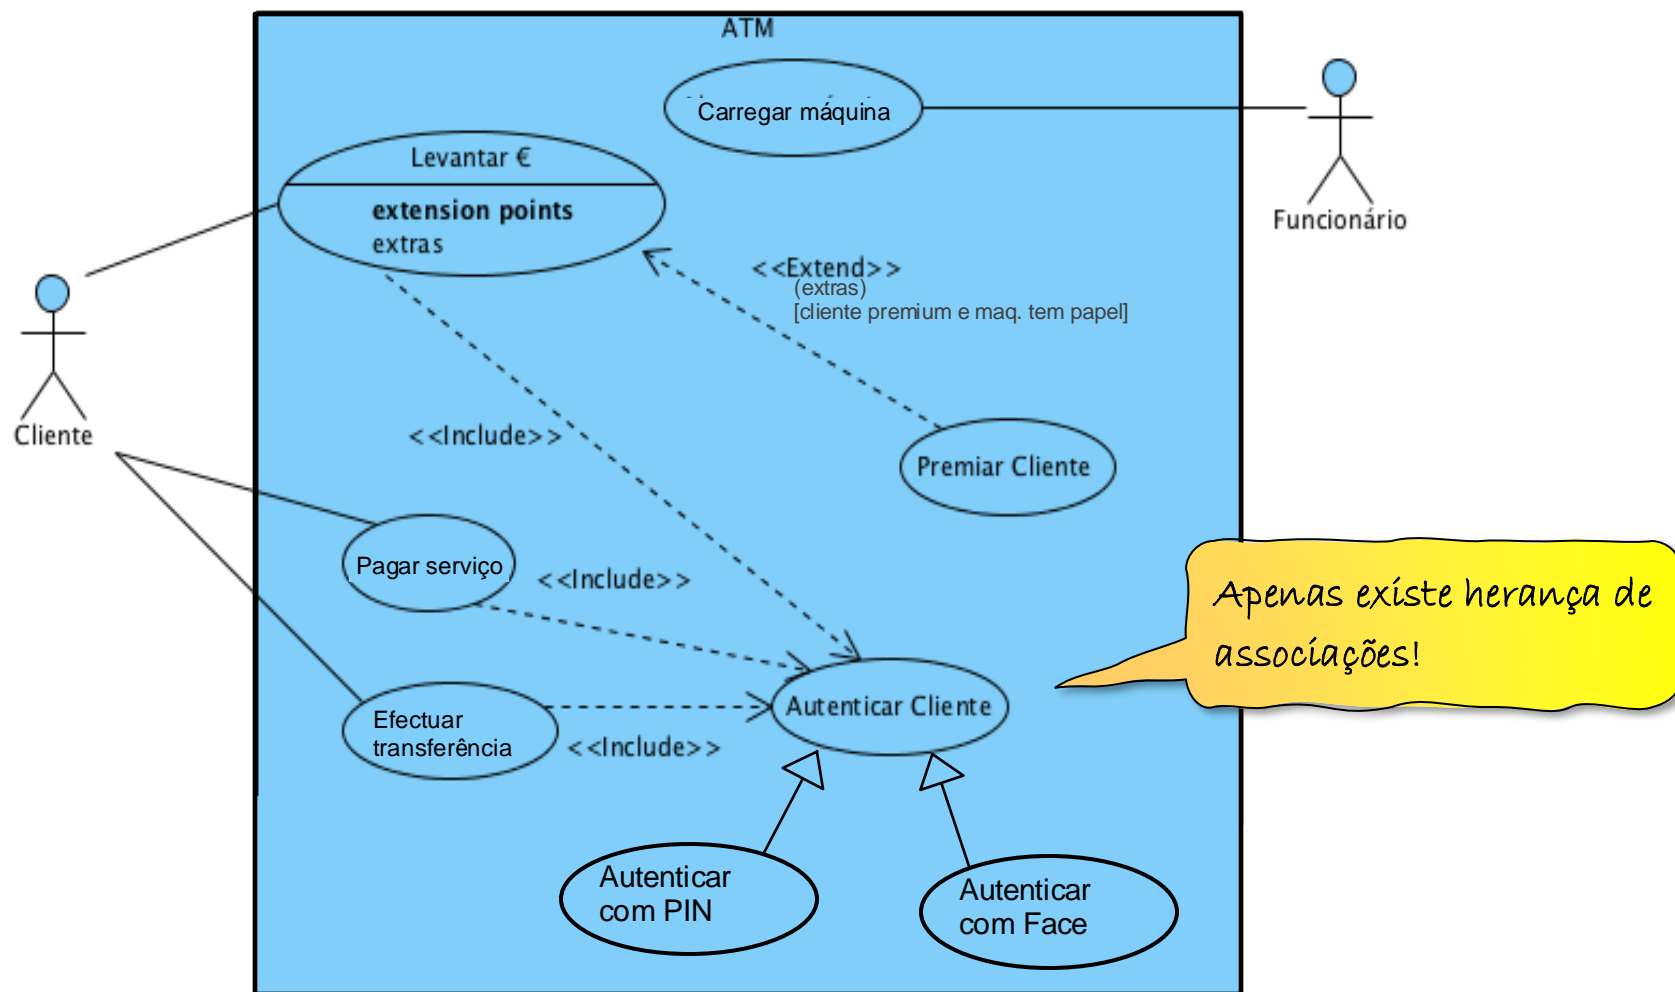 ATM
Carregar máquina
Levantar €
extension points
extras
Funcionário
<<Extend>>
(extras)
[cliente premium e maq. tem papel]
Cliente
<<Include>>
Premiar Cliente
Pagar serviço
<<Include>>
Apenas existe herança de
associações!
Autenticar Cliente
Efectuar
transferência
<<Include>>
Autenticar
com PIN
Autenticar
com Face